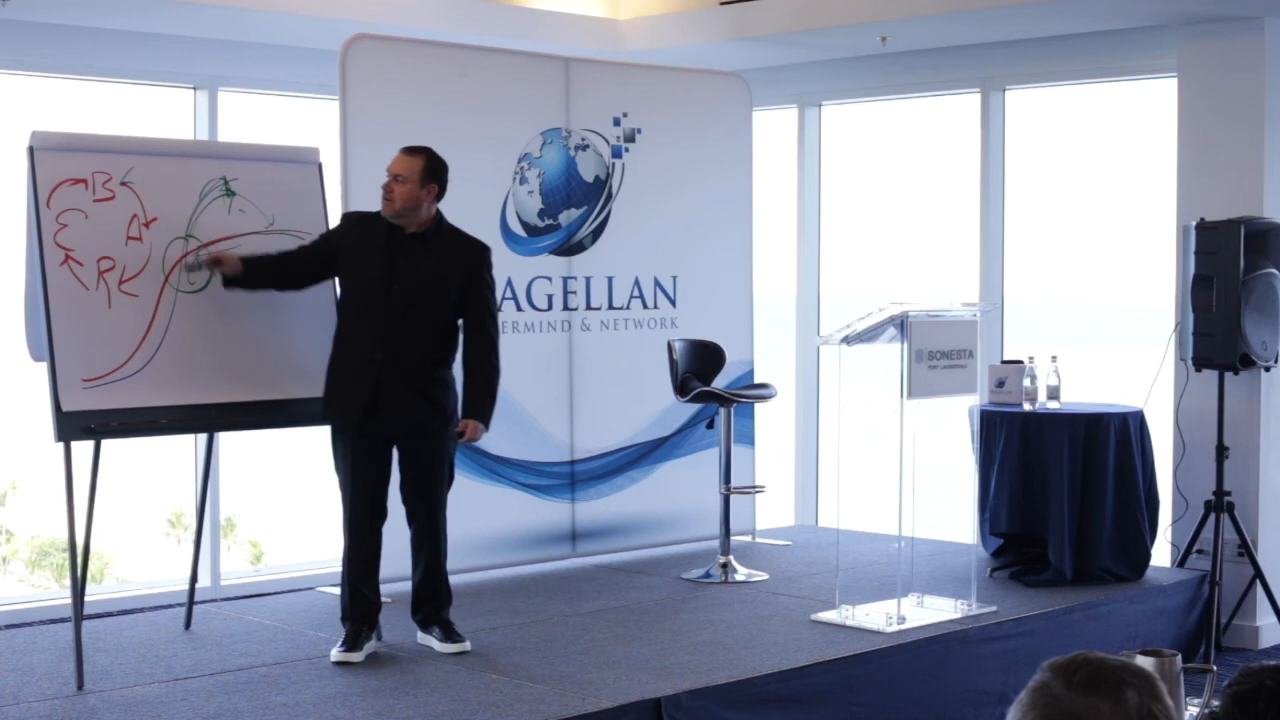 B
A
R
E
AGELLAN
ERMIND & NETWORK
SONESTA
FORT LAUDERDALE